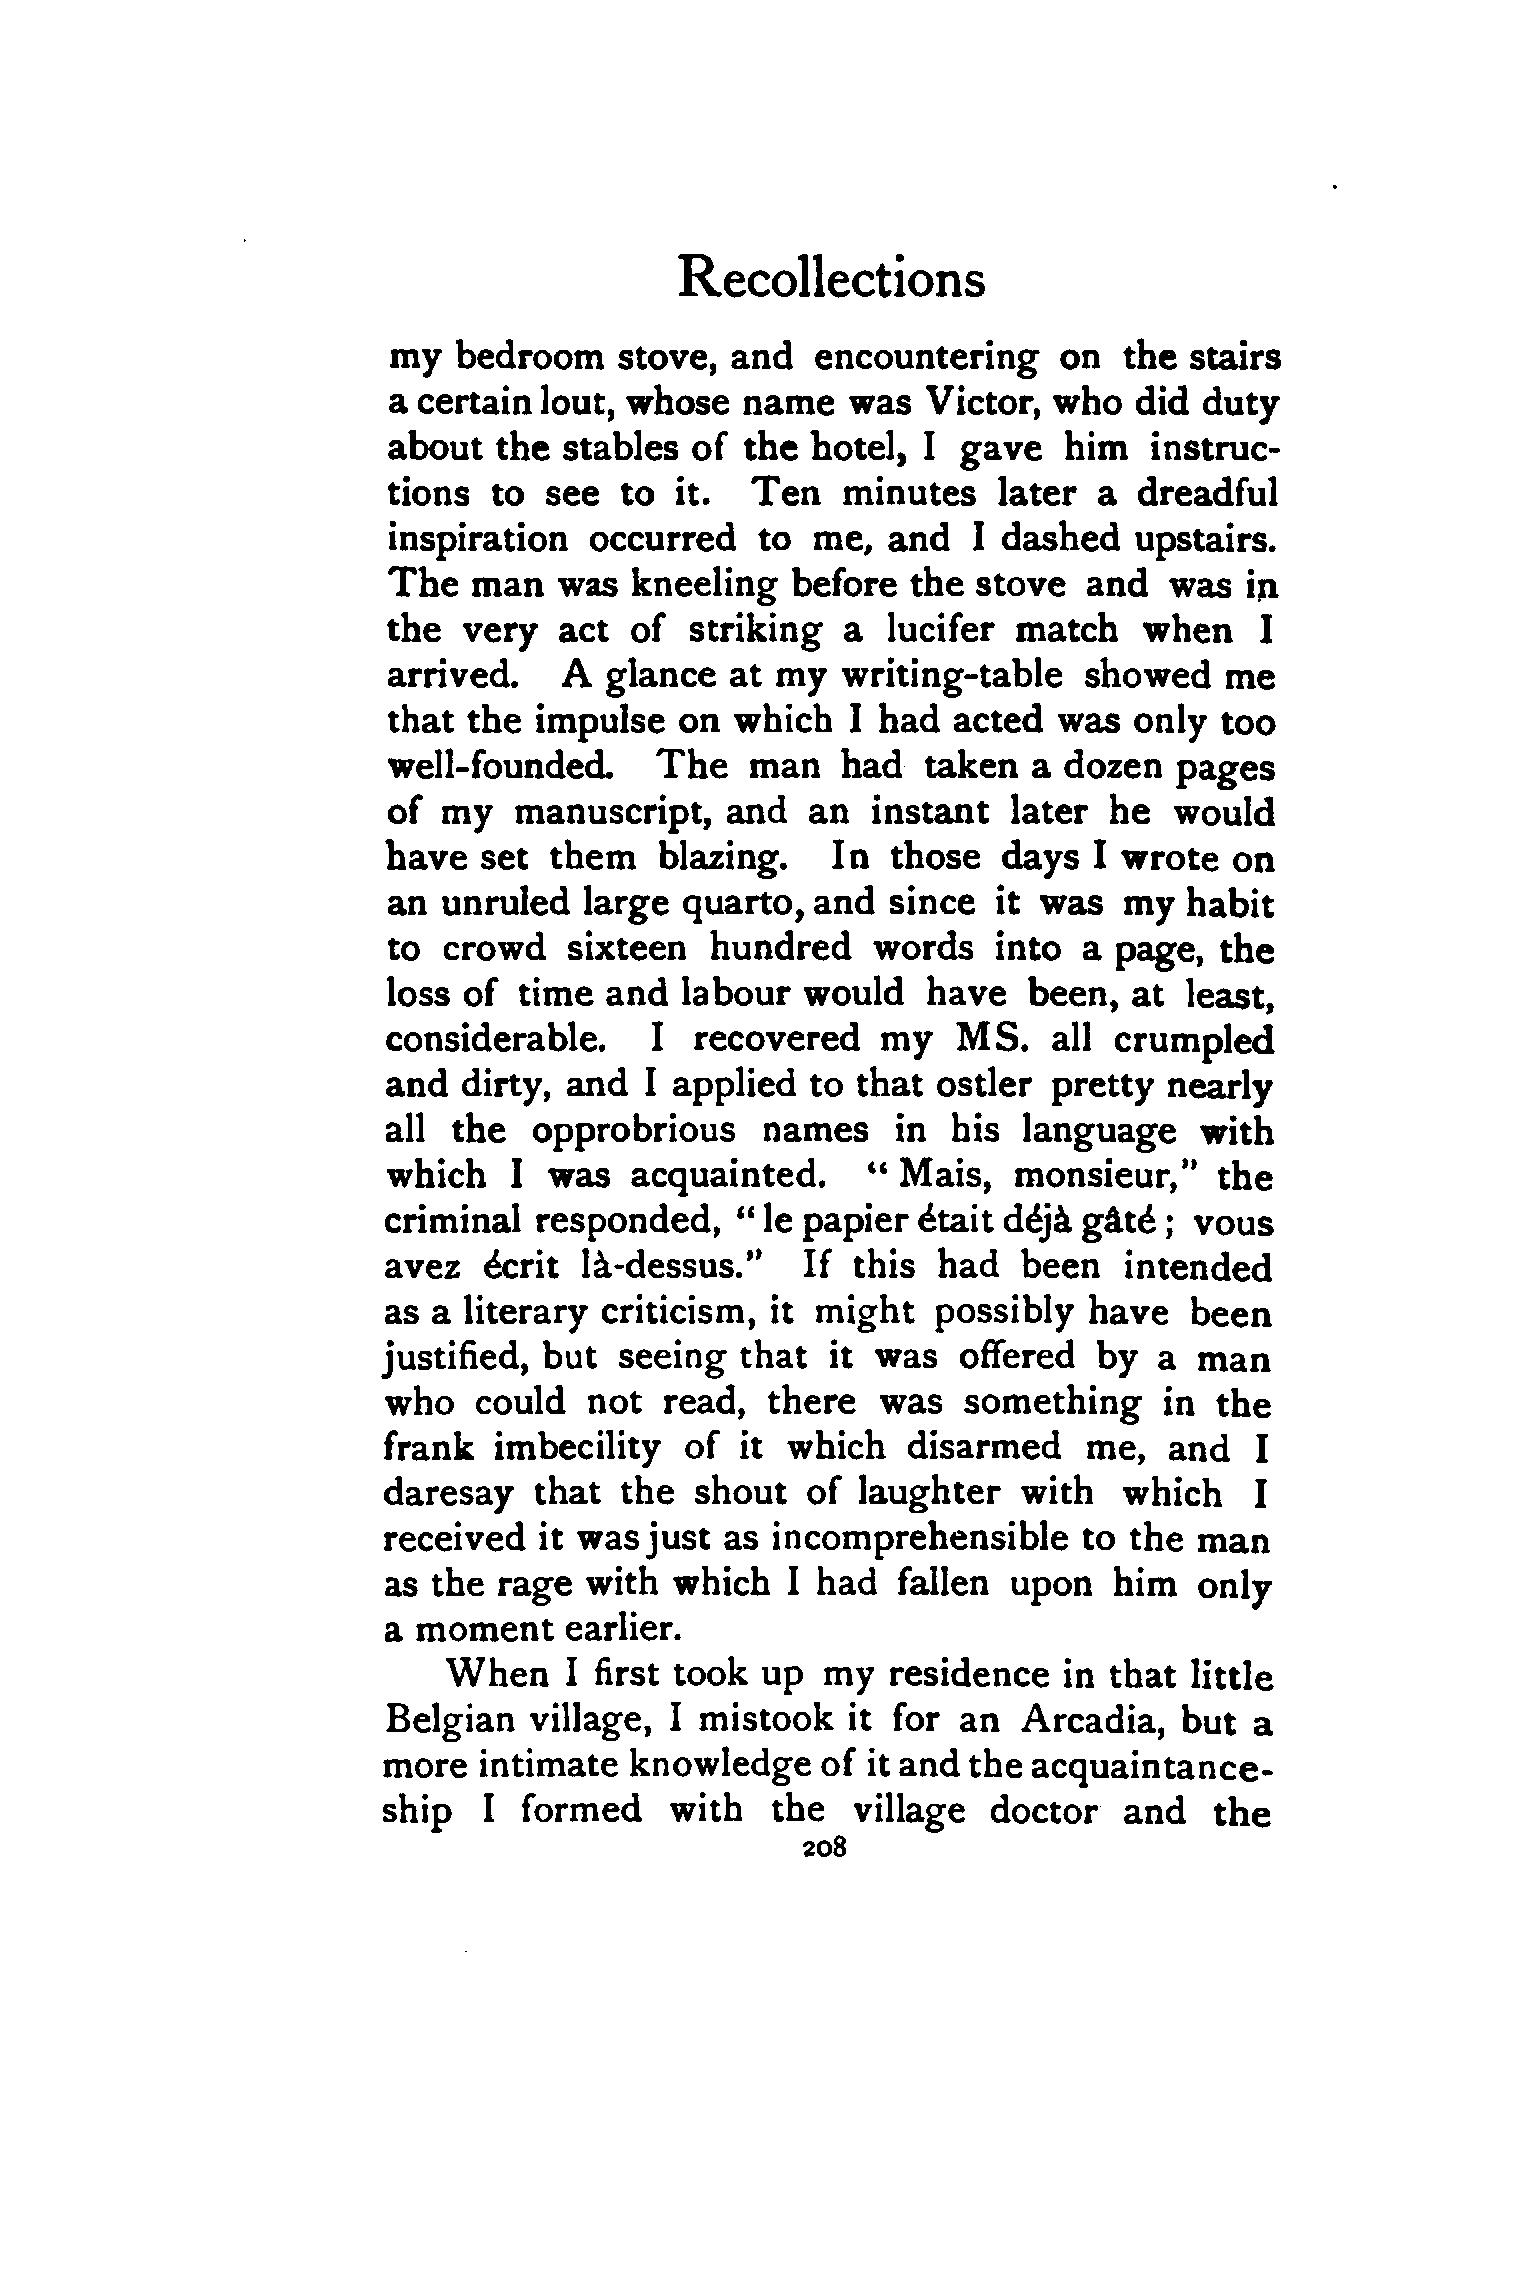 Recollections
my bedroom stove, and encountering on the stairs
a certain lout, whose name was Victor, who did duty
about the stables of the hotel, I gave him instruc-
tions to see to it. Ten minutes later a dreadful
inspiration occurred to me, and I dashed upstairs.
The man was kneeling before the stove and was in
the very act of striking a lucifer match when I
arrived. A glance at my writing-table showed me
that the impulse on which I had acted was only too
well-founded. The man had taken a dozen pages
of my manuscript, and an instant later he would
have set them blazing. In those days I wrote on
an unruled large quarto, and since it was my habit
to crowd sixteen hundred words into a page, the
loss of time and labour would have been, at least,
considerable. I recovered my MS. all crumpled
and dirty, and I applied to that ostler pretty nearly
all the opprobrious names in his language with
which I was acquainted. “Mais, monsieur,” the
criminal responded, “le papier était déjà gâté; vous
avez écrit là-dessus.” If this had been intended
as a literary criticism, it might possibly have been
justified, but seeing that it was offered by a man
who could not read, there was something in the
frank imbecility of it which disarmed me, and I
daresay that the shout of laughter with which I
received it was just as incomprehensible to the man
as the rage with which I had fallen upon him only
a moment earlier.
When I first took up my residence in that little
Belgian village, I mistook it for an Arcadia, but a
more intimate knowledge of it and the acquaintance-
ship I formed with the village doctor and the
208